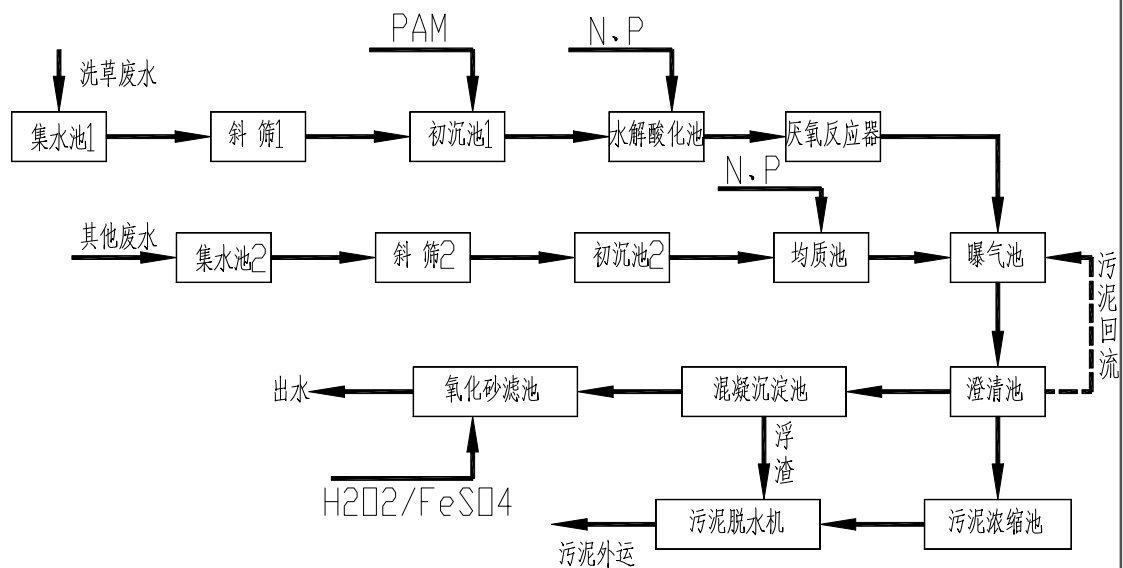 PAM
N、P
洗草废水
集水池1
斜 筛1
初沉池1
水解酸化池
厌氧反应器
N、P
其他废水
集水池2
斜 筛2
初沉池2
均质池
曝气池
污泥回流
出水
氧化砂滤池
混凝沉淀池
澄清池
浮渣
H2O2/FeSO4
污泥脱水机
污泥浓缩池
污泥外运